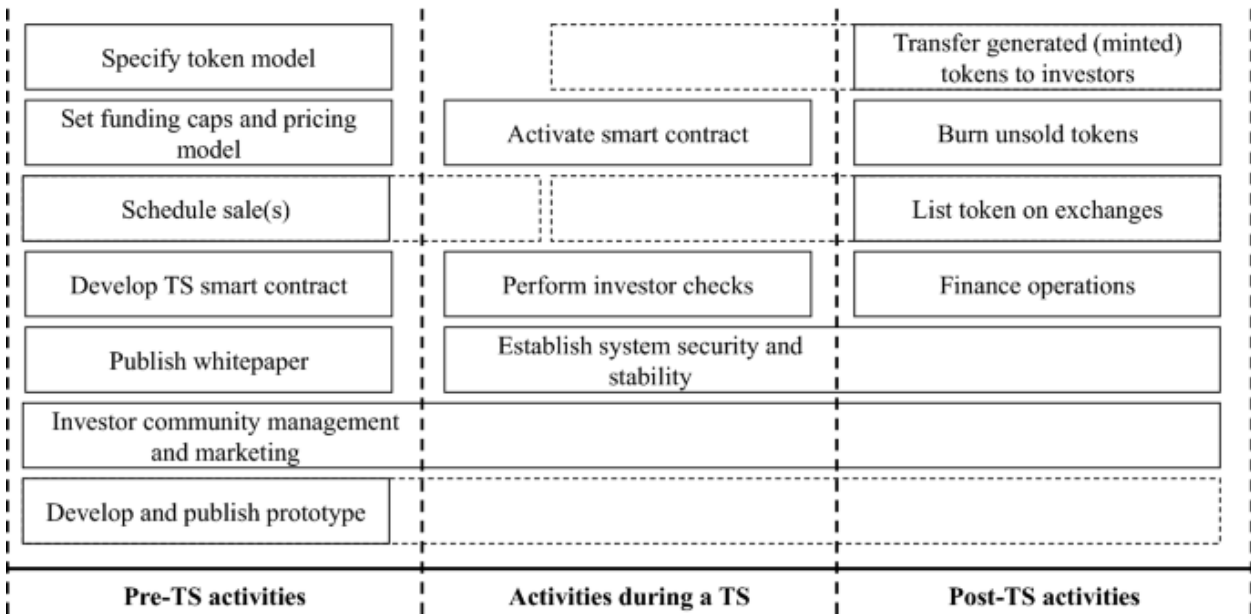 Specify token model
Transfer generated (minted)
tokens to investors
Set funding caps and pricing
model
Activate smart contract
Burn unsold tokens
Schedule sale(s)
List token on exchanges
Develop TS smart contract
Perform investor checks
Finance operations
Publish whitepaper
Establish system security and
stability
Investor community management
and marketing
Develop and publish prototype
Pre-TS activities
Activities during a TS
Post-TS activities